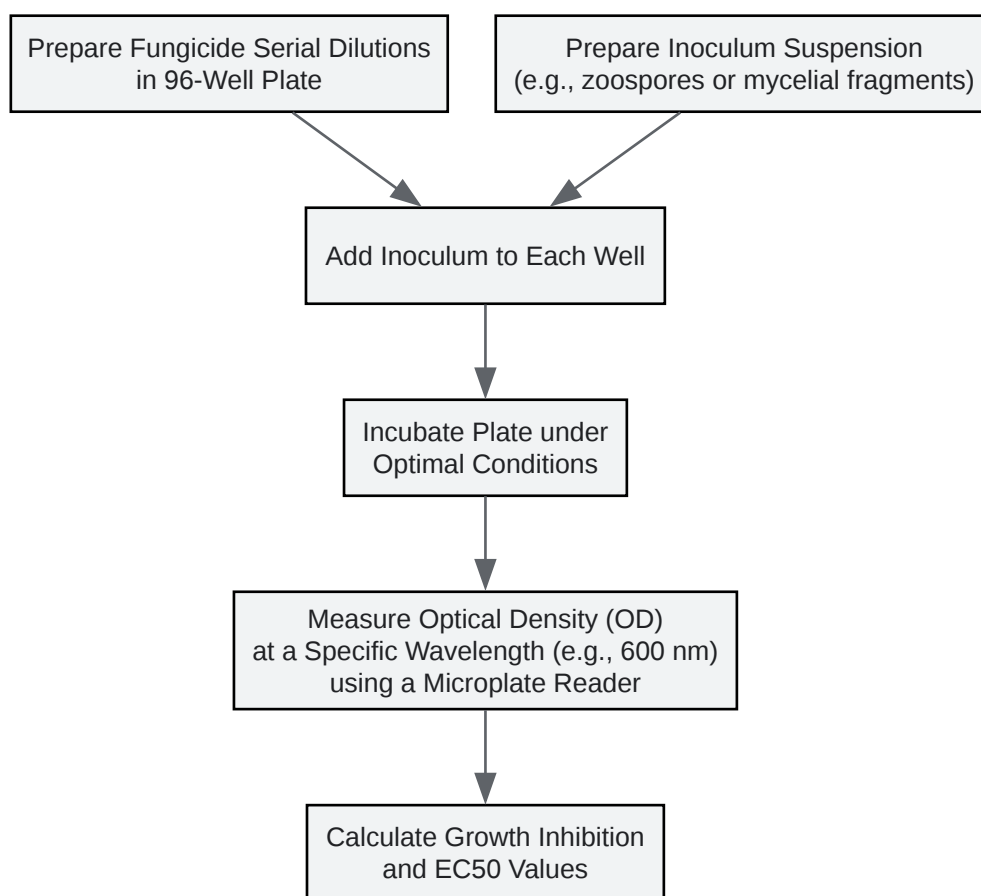 Prepare Fungicide Serial Dilutions
in 96-Well Plate
Prepare Inoculum Suspension
(e.g., zoospores or mycelial fragments)
Add Inoculum to Each Well
Incubate Plate under
Optimal Conditions
Measure Optical Density (OD)
at a Specific Wavelength (e.g., 600 nm)
using a Microplate Reader
Calculate Growth Inhibition
and EC50 Values